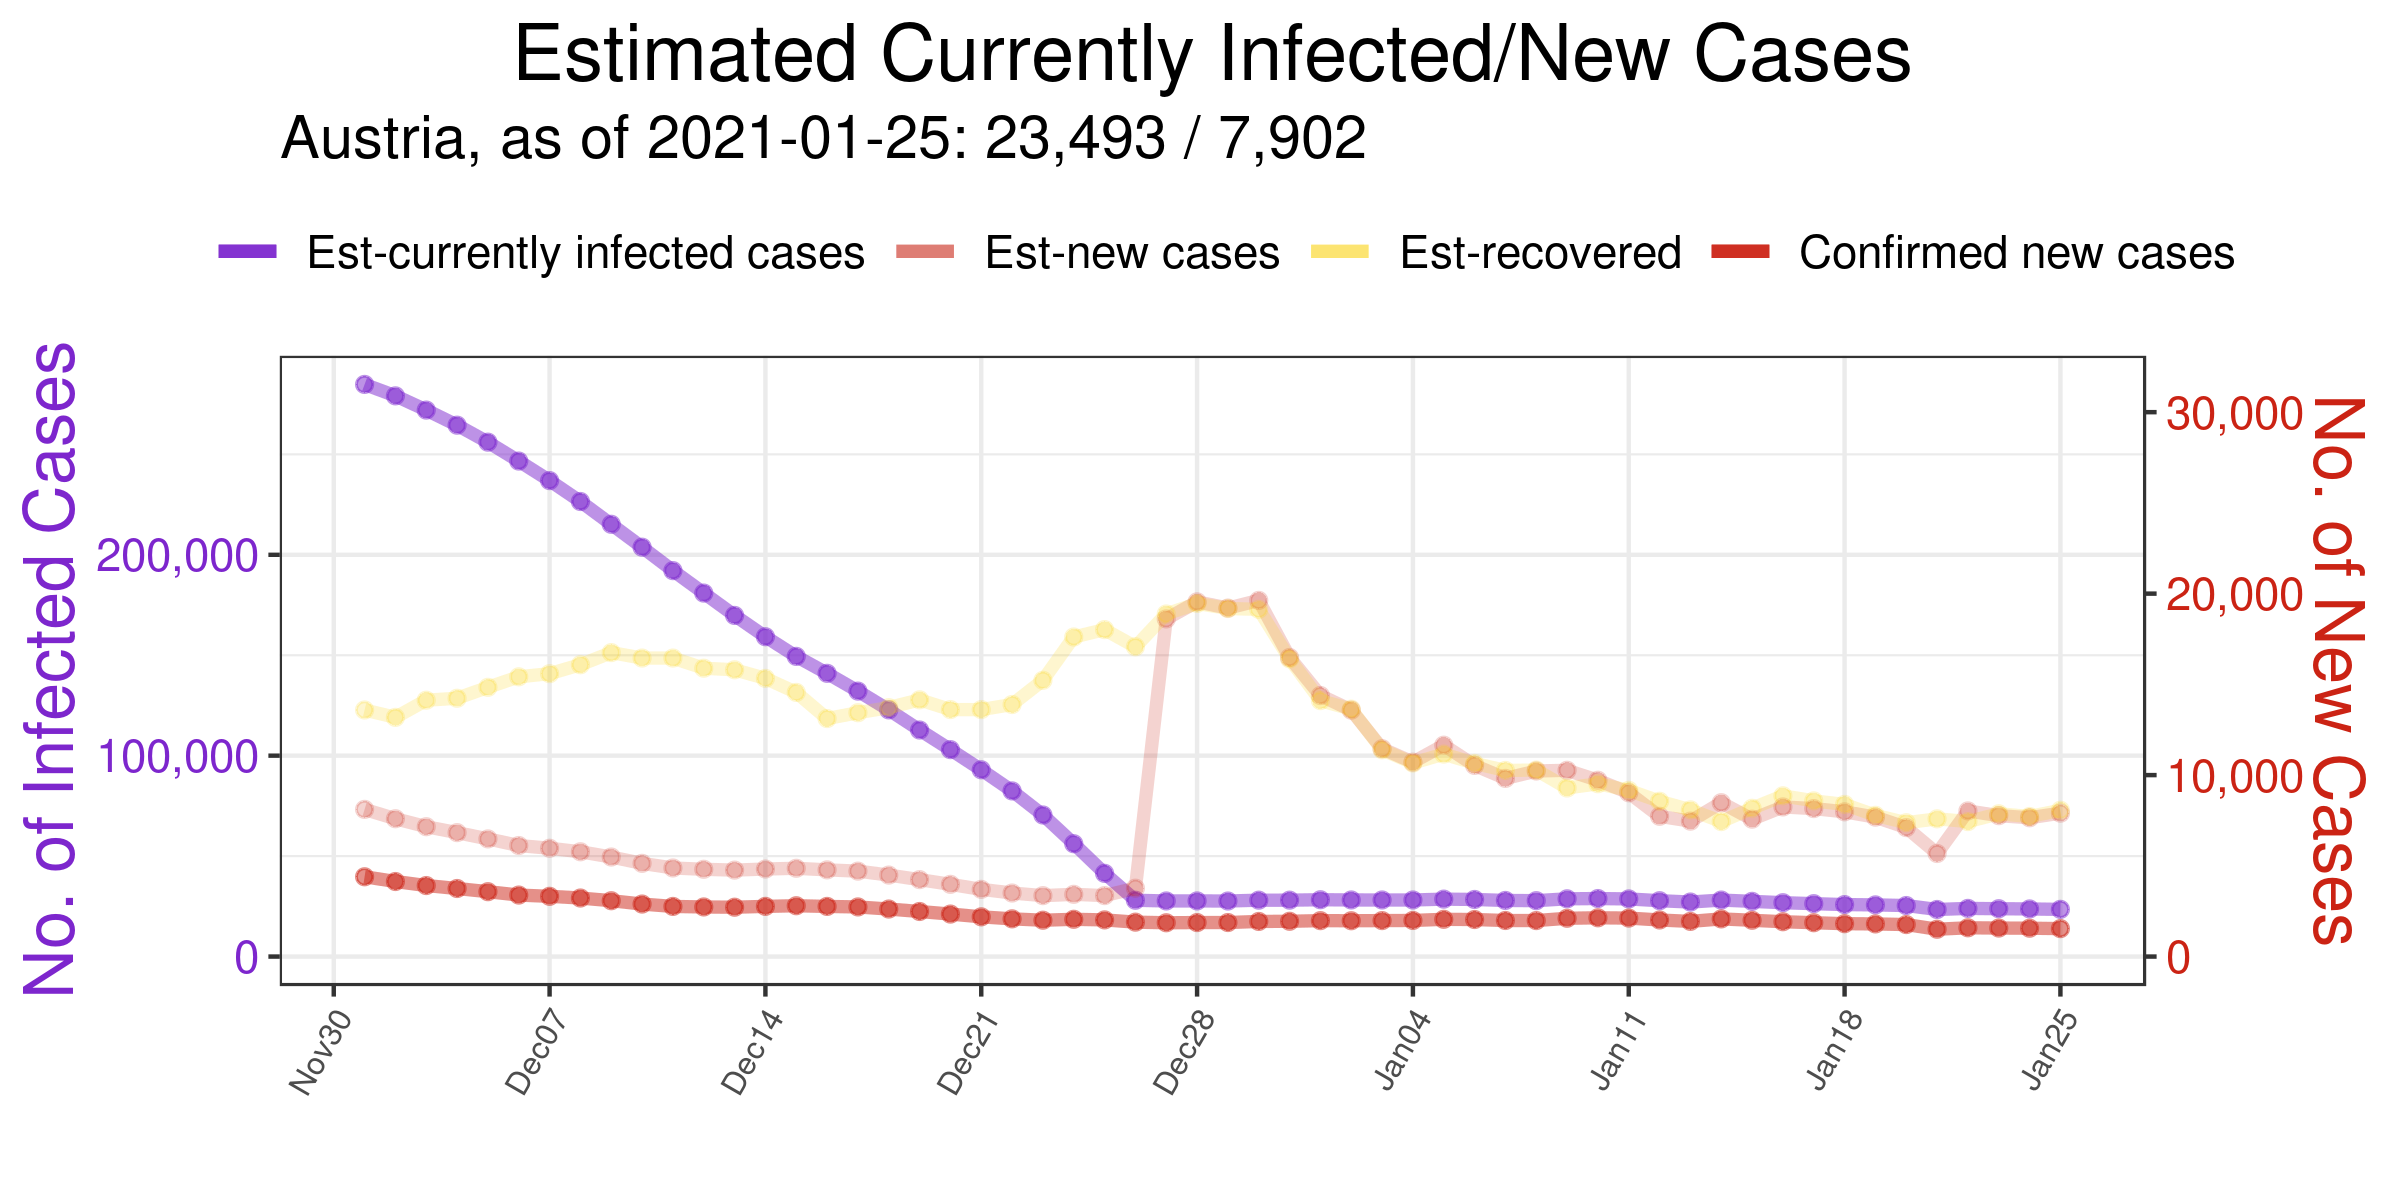 Estimated Currently Infected/New Cases
Austria, as of 2021-01-25: 23,493 / 7,902
Est-currently infected cases Est-new cases Est-recovered Confirmed new cases
No. of Infected Cases
200,000
100,000
0
30,000
20,000
10,000
0
No. of New Cases
Nov30 Dec07 Dec14 Dec21 Dec28 Jan04 Jan11 Jan18 Jan25